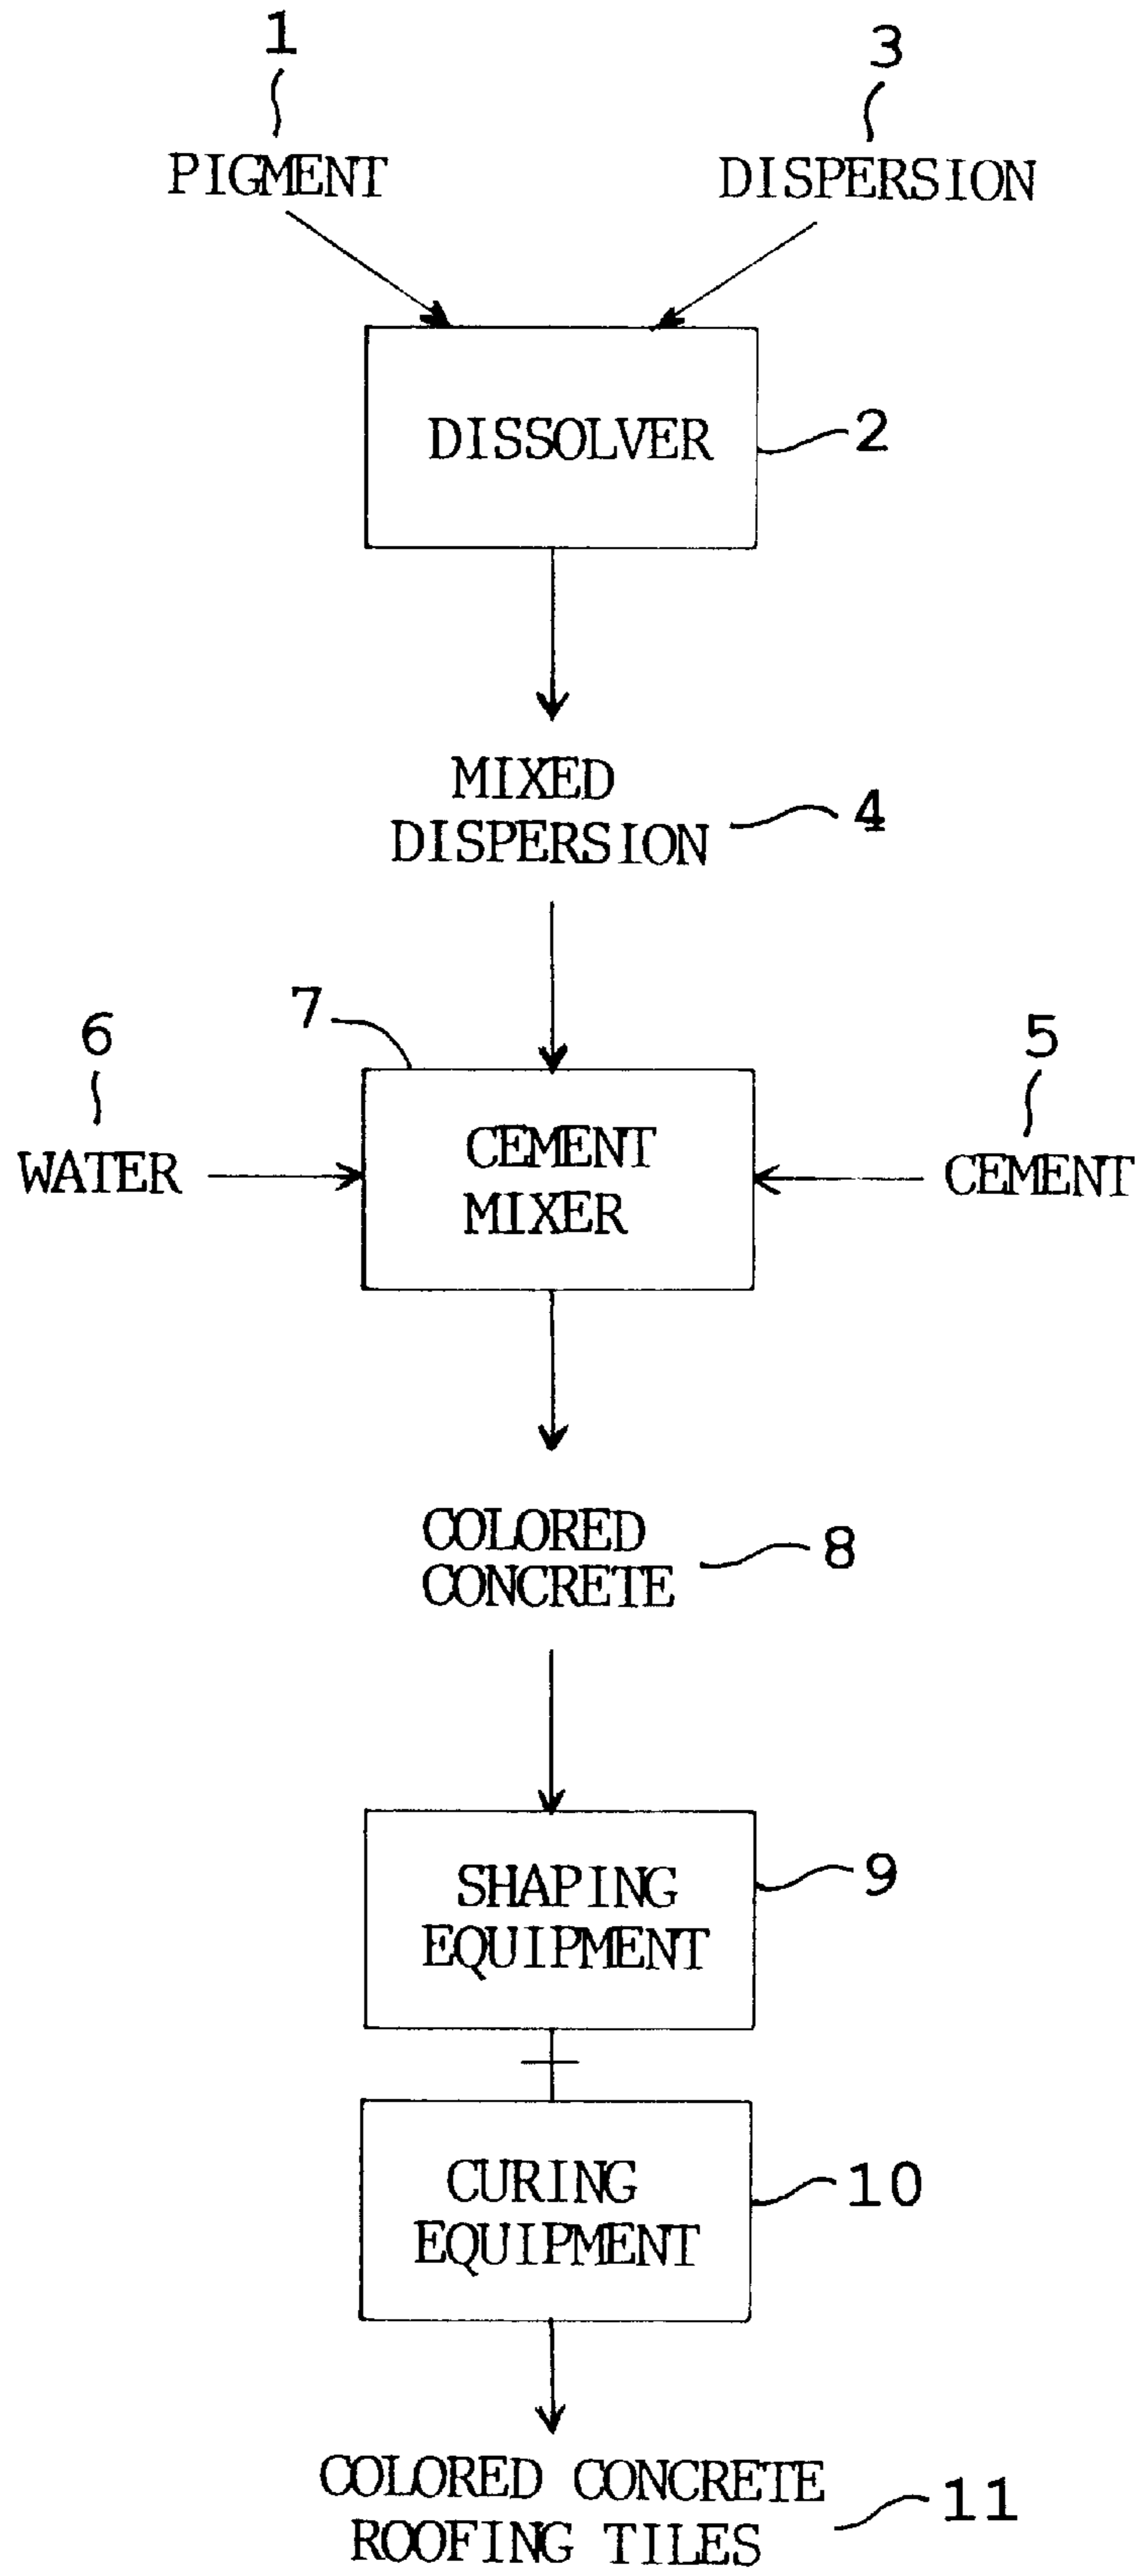 1
3
PIGMENT
DISPERSION
DISSOLVER
2
MIXED
DISPERSION
4
7
6
5
WATER
CEMENT
MIXER
CEMENT
COLORED
CONCRETE
8
SHAPING
EQUIPMENT
9
CURING
EQUIPMENT
10
COLORED CONCRETE
ROOFING TILES
11